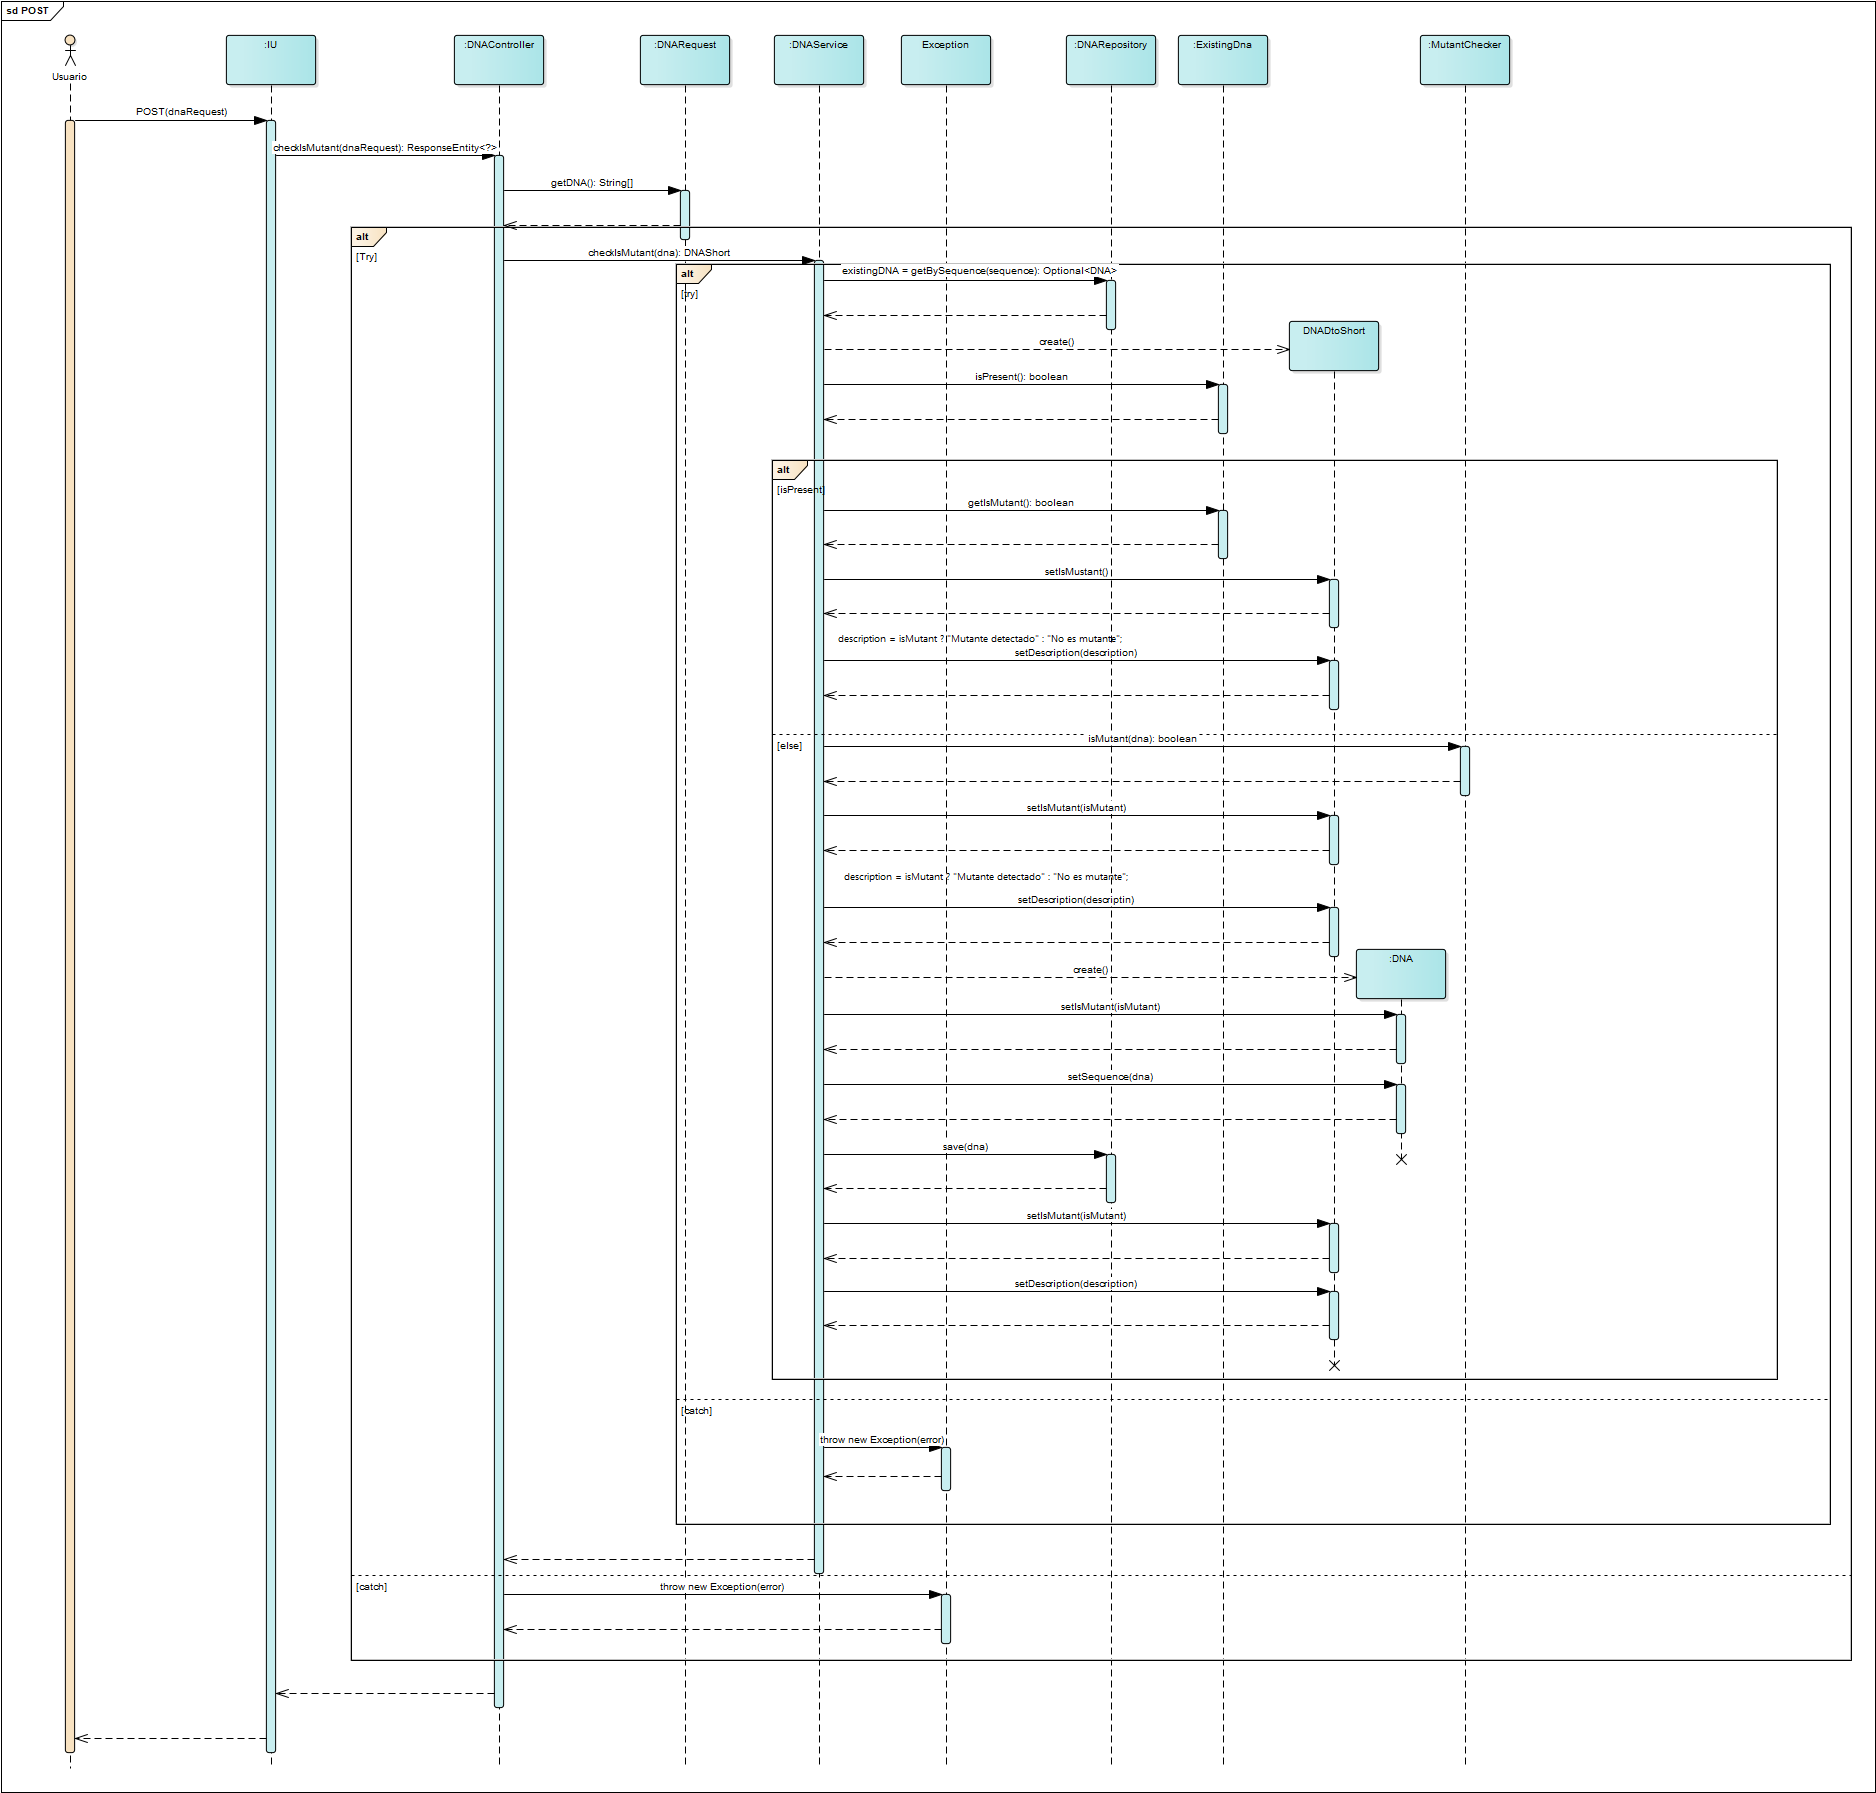 sd POST
Usuario
:IU
:DNAController
:DNARequest
:DNAService
Exception
:DNARepository
:ExistingDna
:MutantChecker
POST(dnaRequest)
checkIsMutant(dnaRequest): ResponseEntity<?>
getDNA(): String[]
alt
[Try]
checkIsMutant(dna): DNAShort
alt
[try]
existingDNA = getBySequence(sequence): Optional<DNA>
DNADtoShort
create()
isPresent(): boolean
alt
[isPresent]
getIsMutant(): boolean
setIsMustant()
description = isMutant ? "Mutante detectado" : "No es mutante";
setDescription(description)
[else]
isMutant(dna): boolean
setIsMutant(isMutant)
description = isMutant ? "Mutante detectado" : "No es mutante";
setDescription(descriptin)
:DNA
create()
setIsMutant(isMutant)
setSequence(dna)
save(dna)
setIsMutant(isMutant)
setDescription(description)
[catch]
throw new Exception(error)
[catch]
throw new Exception(error)